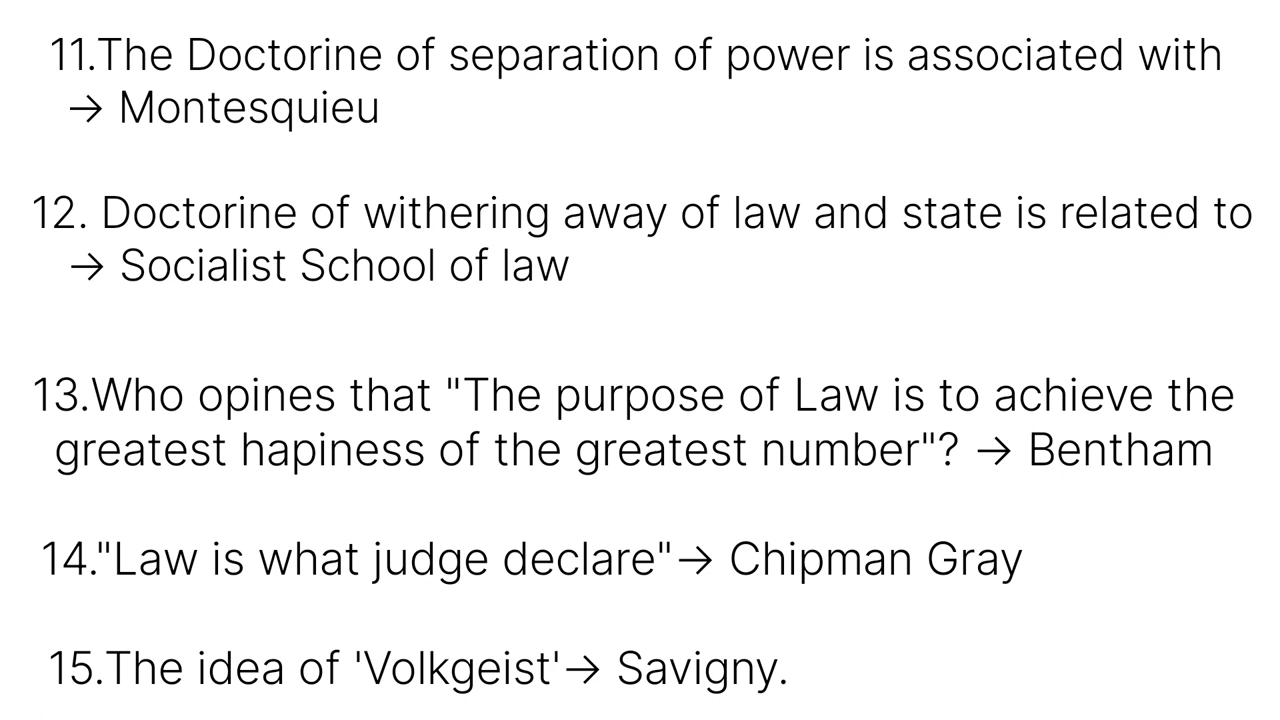 11.The Doctorine of separation of power is associated with
→ Montesquieu
12. Doctorine of withering away of law and state is related to
→ Socialist School of law
13.Who opines that "The purpose of Law is to achieve the
greatest hapiness of the greatest number"? → Bentham
14."Law is what judge declare"→ Chipman Gray
15.The idea of 'Volkgeist'→ Savigny.